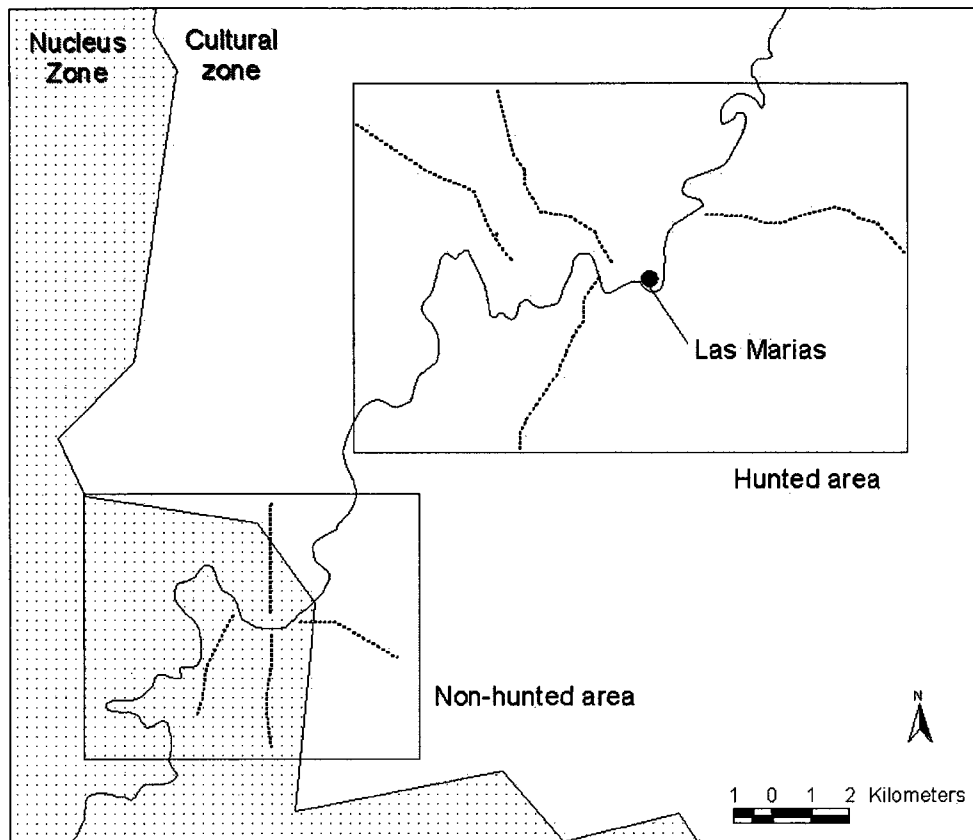 Nucleus
Zone
Cultural
zone
Las Marias
Hunted area
Non-hunted area
N
1 0 1 2 Kilometers